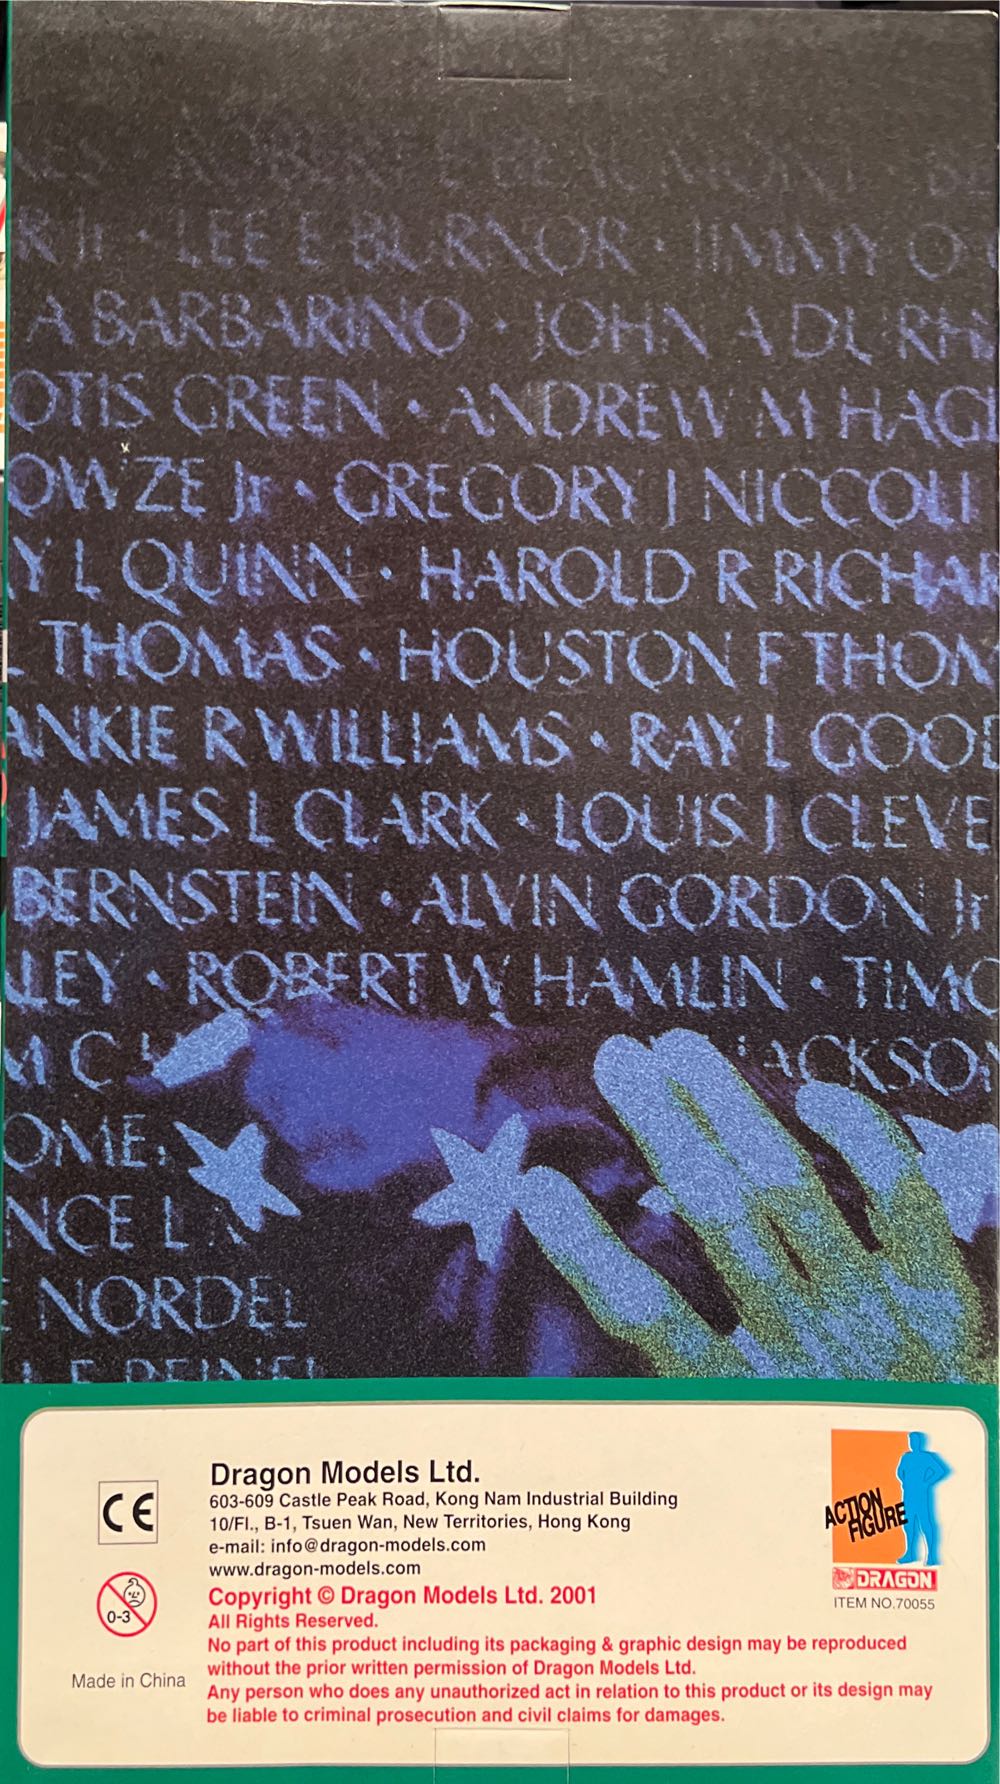 ROBERT E BEAUMONT
R Jr • LEE E BURNOR • JIMMY O
A BARBARINO • JOHN A DURH
OTIS GREEN • ANDREW M HAG
OWZE Jr • GREGORY J NICCOLI
Y L QUINN • HAROLD R RICHAR
L THOMAS • HOUSTON F THOM
ANKIE R WILLIAMS • RAY L GOOD
JAMES L CLARK • LOUIS J CLEVE
BERNSTEIN • ALVIN GORDON Jr
LEY • ROBERT W HAMLIN • TIMO
M C JACKSON
OME
NCE L
E NORDEL
CE
0-3
Made in China
Dragon Models Ltd.
603-609 Castle Peak Road, Kong Nam Industrial Building
10/Fl., B-1, Tsuen Wan, New Territories, Hong Kong
e-mail: info@dragon-models.com
www.dragon-models.com
Copyright © Dragon Models Ltd. 2001
All Rights Reserved.
No part of this product including its packaging & graphic design may be reproduced
without the prior written permission of Dragon Models Ltd.
Any person who does any unauthorized act in relation to this product or its design may
be liable to criminal prosecution and civil claims for damages.
ACTION
FIGURE
DRAGON
ITEM NO.70055